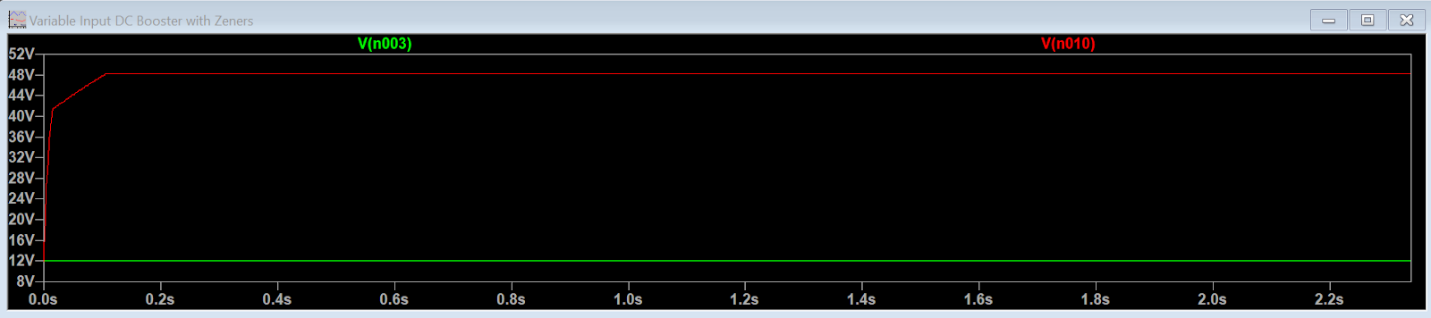 Variable Input DC Booster with Zeners
V(n003) V(n010)
52V
48V
44V
40V
36V
32V
28V
24V
20V
16V
12V
8V
0.0s 0.2s 0.4s 0.6s 0.8s 1.0s 1.2s 1.4s 1.6s 1.8s 2.0s 2.2s